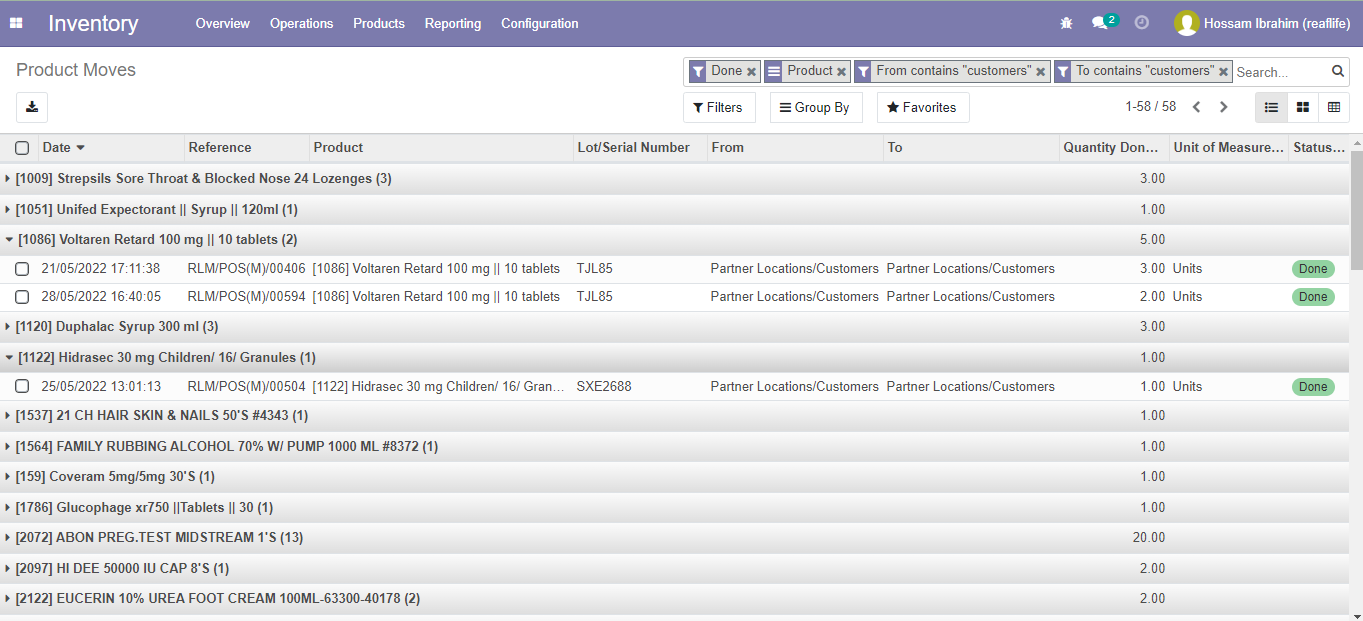 Inventory Overview Operations Products Reporting Configuration 2 Hossam Ibrahim (reaflife)
Product Moves Done Product From contains "customers" To contains "customers" Search...
Filters Group By Favorites 1-58 / 58
Date Reference Product Lot/Serial Number From To Quantity Don... Unit of Measure... Status...
[1009] Strepsils Sore Throat & Blocked Nose 24 Lozenges (3) 3.00
[1051] Unifed Expectorant || Syrup || 120ml (1) 1.00
[1086] Voltaren Retard 100 mg || 10 tablets (2) 5.00
21/05/2022 17:11:38 RLM/POS(M)/00406 [1086] Voltaren Retard 100 mg || 10 tablets TJL85 Partner Locations/Customers Partner Locations/Customers 3.00 Units Done
28/05/2022 16:40:05 RLM/POS(M)/00594 [1086] Voltaren Retard 100 mg || 10 tablets TJL85 Partner Locations/Customers Partner Locations/Customers 2.00 Units Done
[1120] Duphalac Syrup 300 ml (3) 3.00
[1122] Hidrasec 30 mg Children/ 16/ Granules (1) 1.00
25/05/2022 13:01:13 RLM/POS(M)/00504 [1122] Hidrasec 30 mg Children/ 16/ Gran... SXE2688 Partner Locations/Customers Partner Locations/Customers 1.00 Units Done
[1537] 21 CH HAIR SKIN & NAILS 50'S #4343 (1) 1.00
[1564] FAMILY RUBBING ALCOHOL 70% W/ PUMP 1000 ML #8372 (1) 1.00
[159] Coveram 5mg/5mg 30'S (1) 1.00
[1786] Glucophage xr750 ||Tablets || 30 (1) 1.00
[2072] ABON PREG.TEST MIDSTREAM 1'S (13) 20.00
[2097] HI DEE 50000 IU CAP 8'S (1) 2.00
[2122] EUCERIN 10% UREA FOOT CREAM 100ML-63300-40178 (2) 2.00